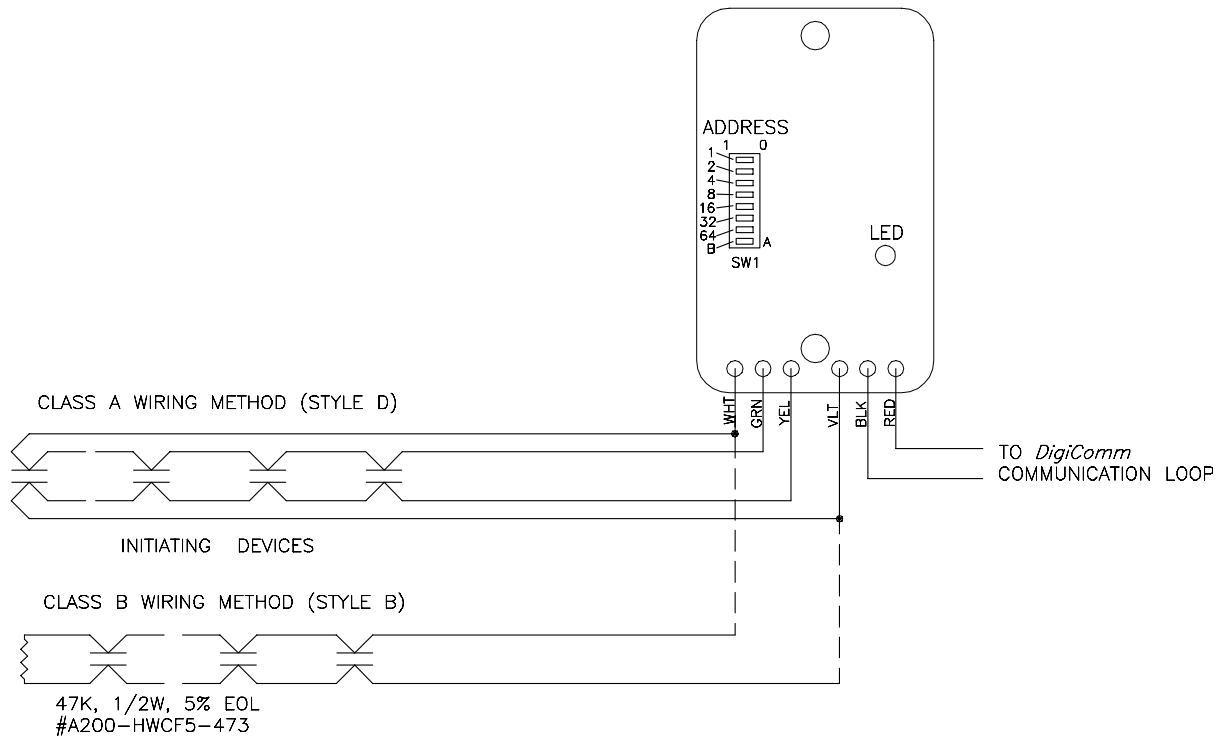 ADDRESS
1 0
1
2
4
8
16
32
64
B A
SW1
LED
WHT
GRN
YEL
VLT
BLK
RED
CLASS A WIRING METHOD (STYLE D)
TO DigiComm
COMMUNICATION LOOP
INITIATING DEVICES
CLASS B WIRING METHOD (STYLE B)
47K, 1/2W, 5% EOL
#A200-HWCF5-473